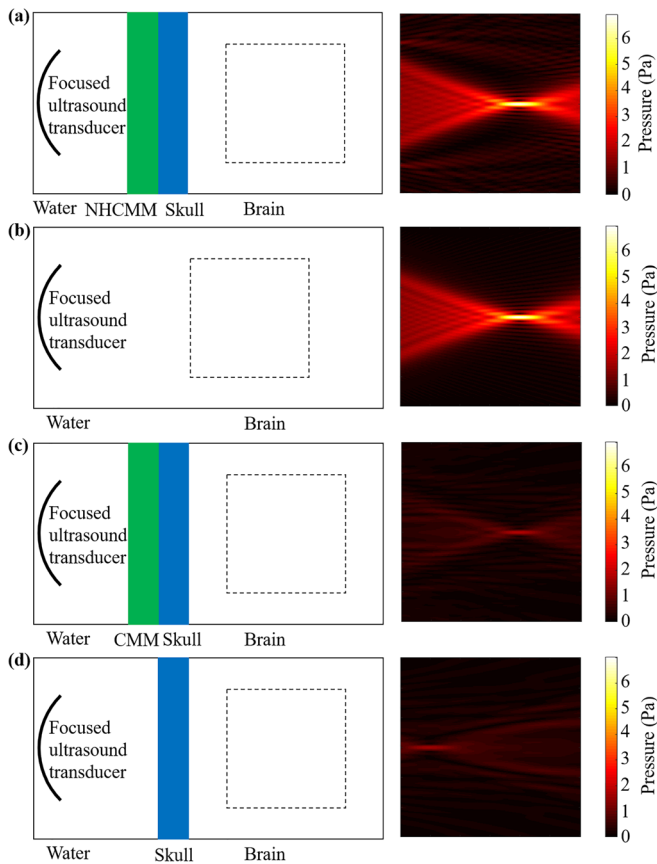 (a)
Focused
ultrasound
transducer
Water NHCMM Skull Brain
6
5
4
3
2
1
0
Pressure (Pa)
(b)
Focused
ultrasound
transducer
Water Brain
6
5
4
3
2
1
0
Pressure (Pa)
(c)
Focused
ultrasound
transducer
Water CMM Skull Brain
6
5
4
3
2
1
0
Pressure (Pa)
(d)
Focused
ultrasound
transducer
Water Skull Brain
6
5
4
3
2
1
0
Pressure (Pa)